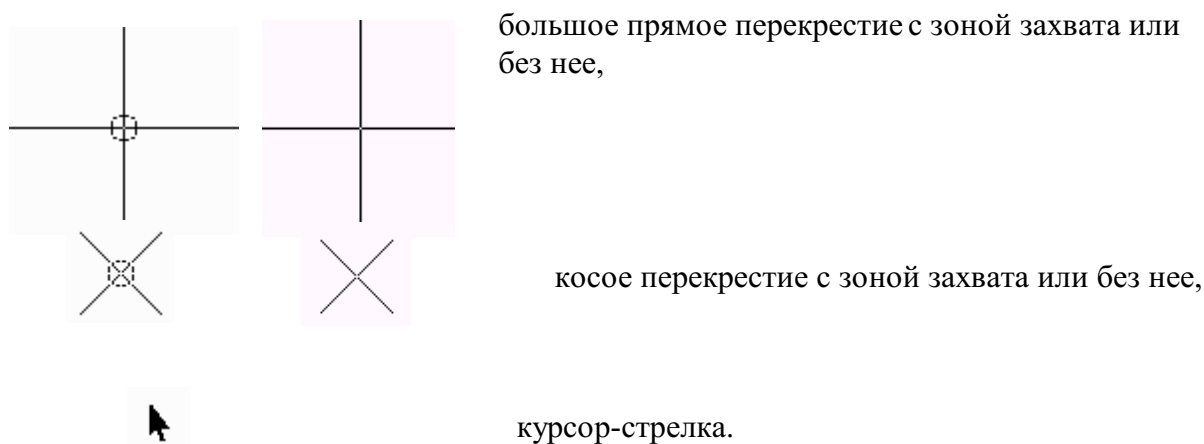 большое прямое перекрестие с зоной захвата или
без нее,
косое перекрестие с зоной захвата или без нее,
курсор-стрелка.